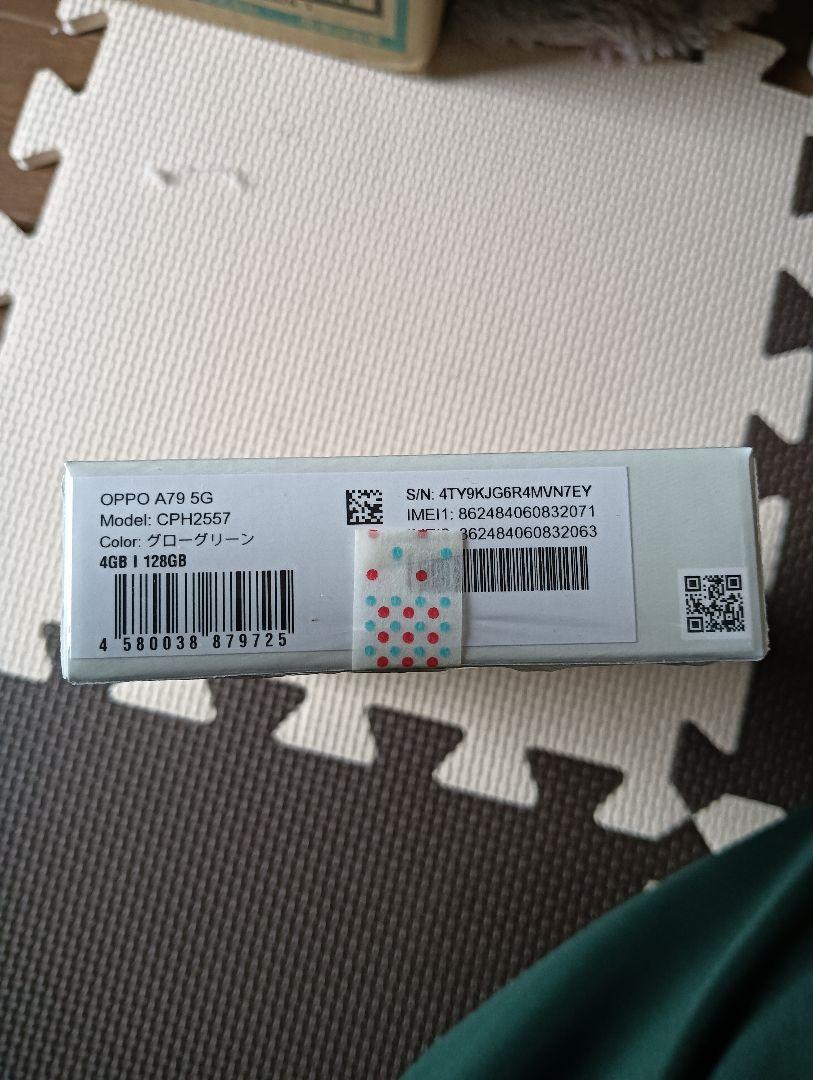 OPPO A79 5G
Model: CPH2557
Color: グローグリーン
4GB | 128GB
4 580038 879725
S/N: 4TY9KJG6R4MVN7EY
IMEI1: 862484060832071
362484060832063